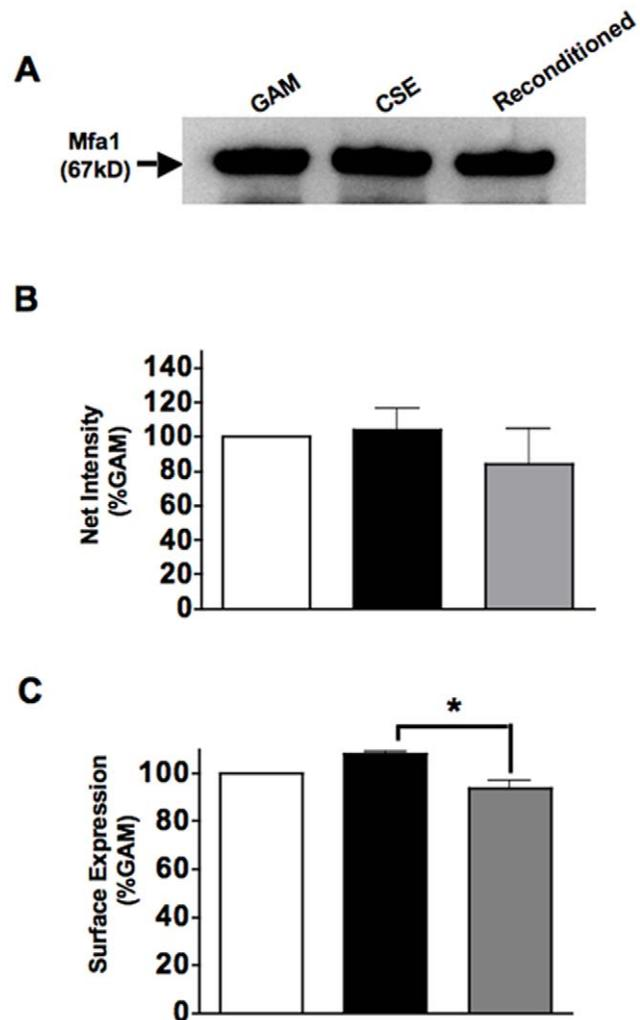 A
GAM
CSE
Reconditioned
Mfa1
(67kD)
B
Net Intensity
(%GAM)
140
120
100
80
60
40
20
0
C
*
Surface Expression
(%GAM)
100
80
60
40
20
0